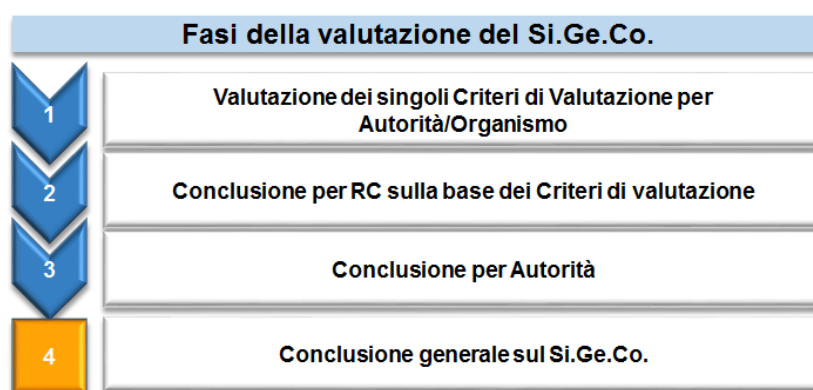 Fasi della valutazione del Si.Ge.Co.
1
Valutazione dei singoli Criteri di Valutazione per
Autorità/Organismo
2
Conclusione per RC sulla base dei Criteri di valutazione
3
Conclusione per Autorità
4
Conclusione generale sul Si.Ge.Co.